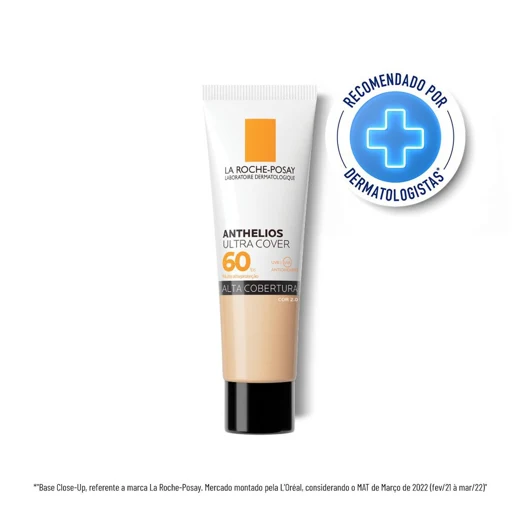 RECOMENDADO POR
DERMATOLOGISTAS*
LA ROCHE-POSAY
LABORATOIRE DERMATOLOGIQUE
ANTHELIOS
ULTRA COVER
60
ALTA COBERTURA
*"Base Close-Up, referente a marca La Roche-Posay. Mercado montado pela L'Oréal, considerando o MAT de Março de 2022 (fev/21 à mar/22)"